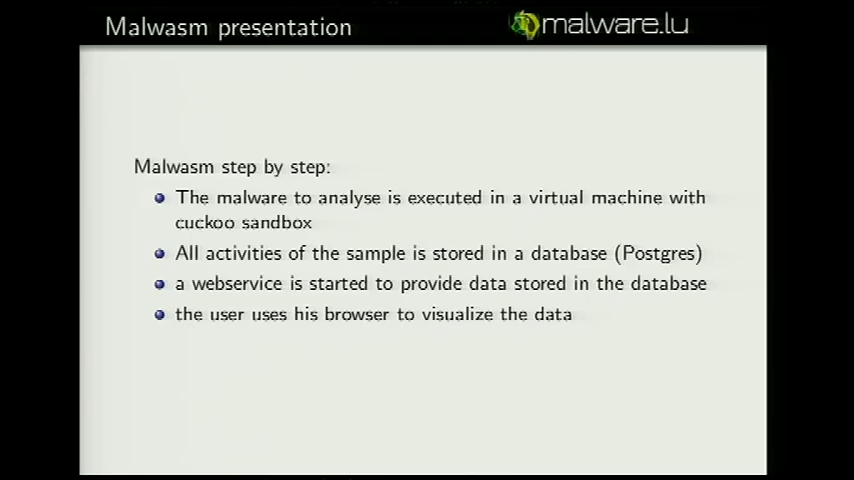 Malwasm presentation
malware.lu
Malwasm step by step:
The malware to analyse is executed in a virtual machine with
cuckoo sandbox
All activities of the sample is stored in a database (Postgres)
a webservice is started to provide data stored in the database
the user uses his browser to visualize the data